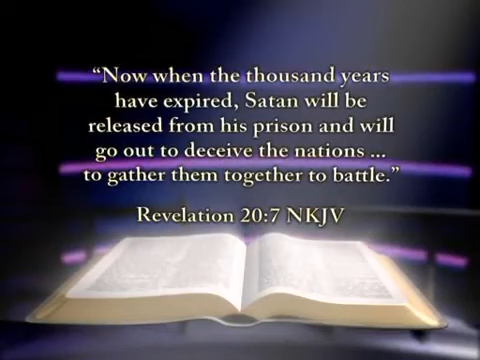 “Now when the thousand years
have expired, Satan will be
released from his prison and will
go out to deceive the nations ...
to gather them together to battle.”
Revelation 20:7 NKJV